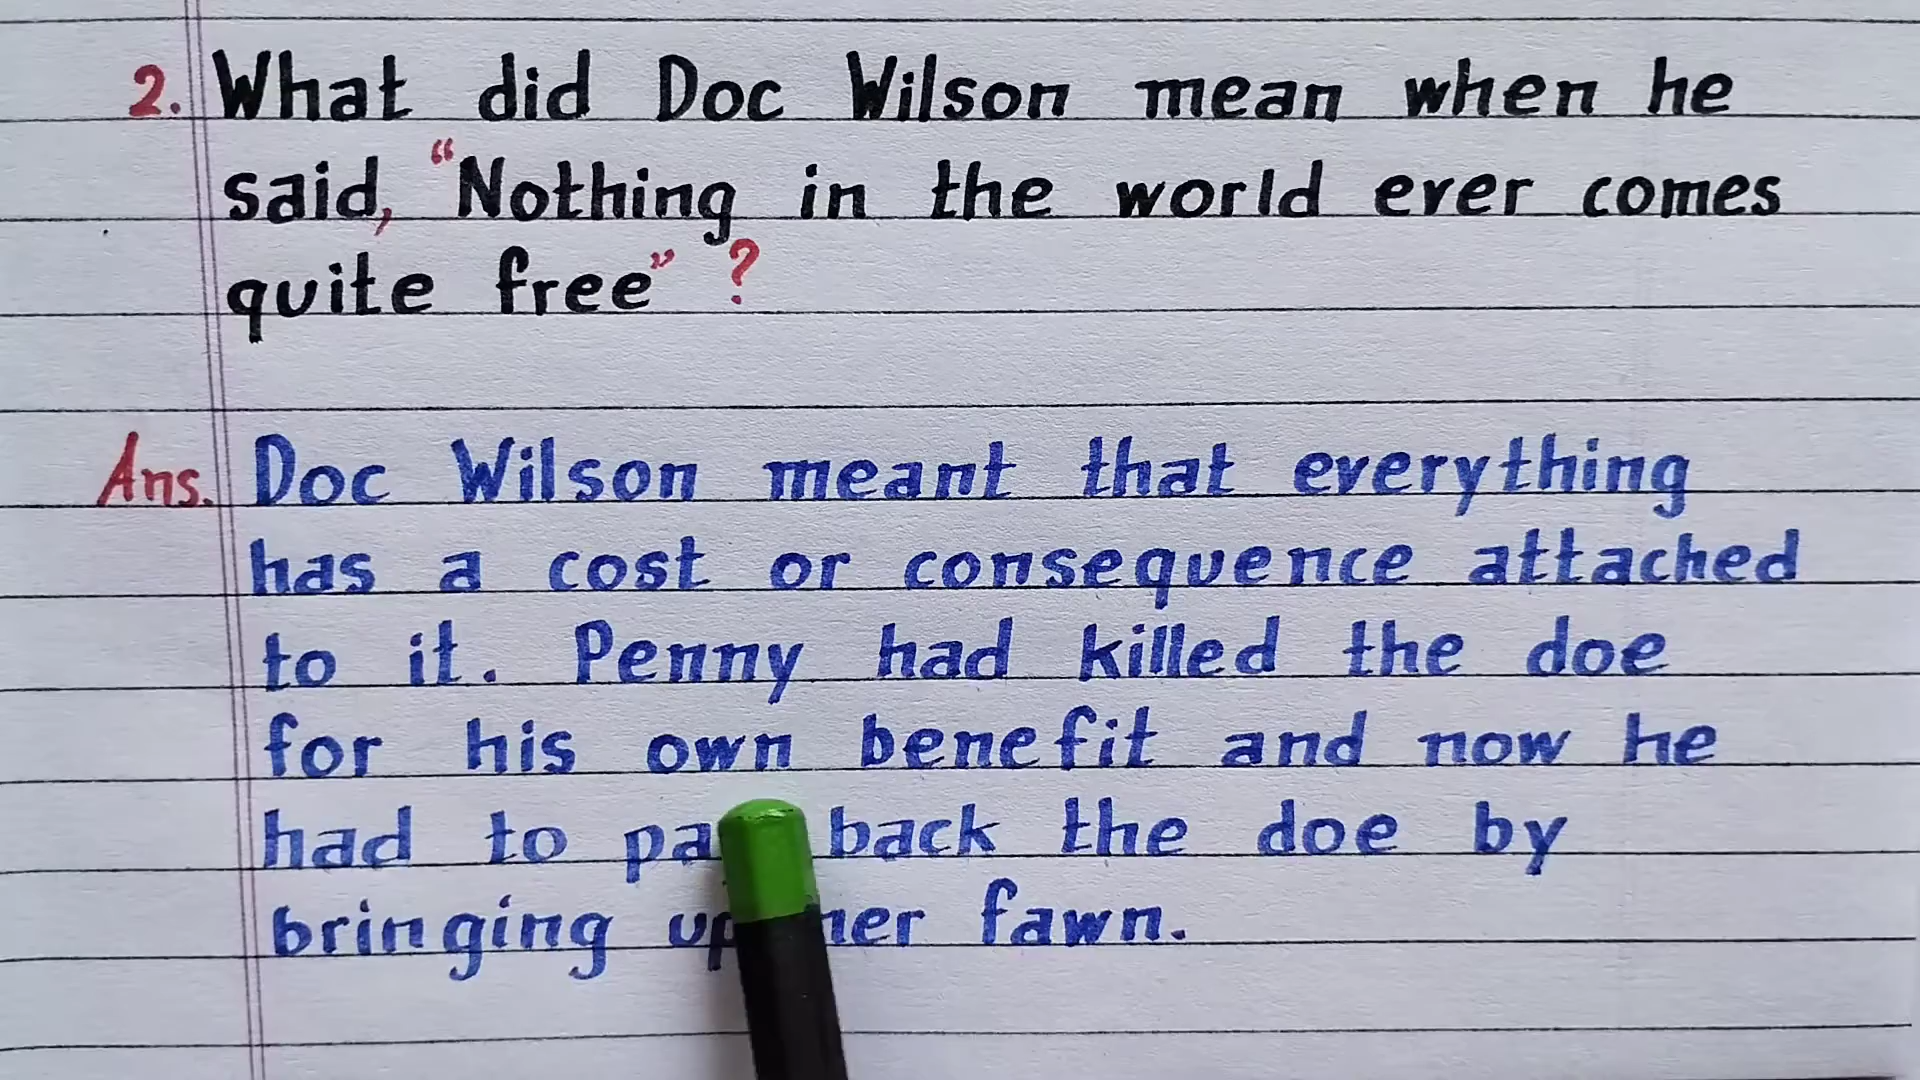 2. What did Doc Wilson mean when he
said, "Nothing in the world ever comes
quite free" ?
Ans. Doc Wilson meant that everything
has a cost or consequence attached
to it. Penny had killed the doe
for his own benefit and now he
had to back the doe by
bringing fawn.